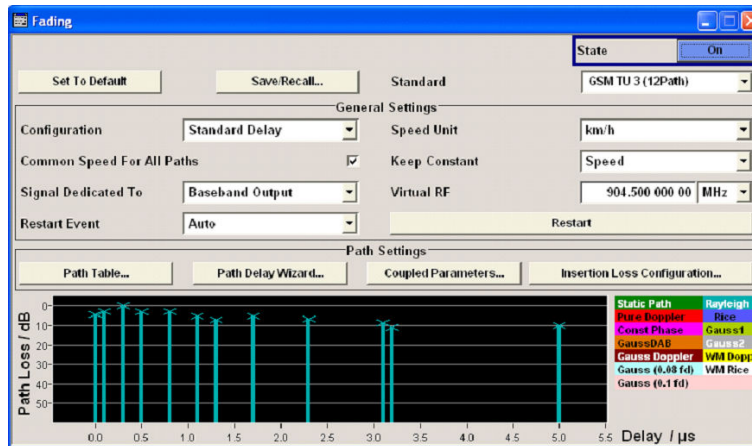 Fading
State On
Set To Default Save/Recall... Standard GSM TU 3 (12Path)
General Settings
Configuration Standard Delay Speed Unit km/h
Common Speed For All Paths Keep Constant Speed
Signal Dedicated To Baseband Output Virtual RF 904.500 000 00 MHz
Restart Event Auto Restart
Path Settings
Path Table... Path Delay Wizard... Coupled Parameters... Insertion Loss Configuration...
Path Loss / dB
0
10
20
30
40
50
0.0 0.5 1.0 1.5 2.0 2.5 3.0 3.5 4.0 4.5 5.0 5.5 Delay / µs
Static Path Rayleigh
Pure Doppler Rice
Const Phase Gauss1
GaussDAB Gauss2
Gauss Doppler WM Dopp
Gauss (0.08 fd) WM Rice
Gauss (0.1 fd)